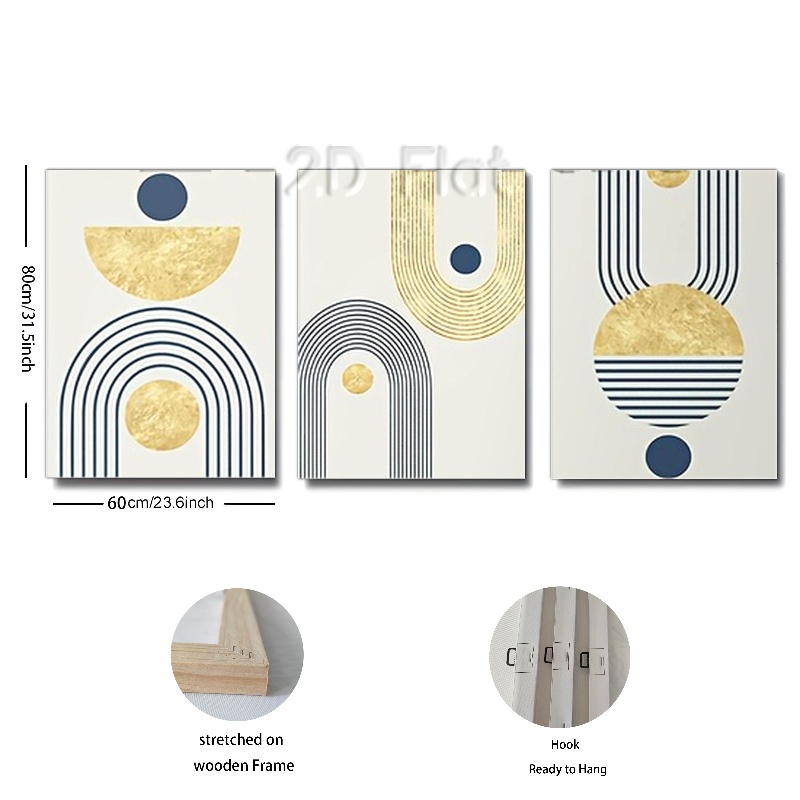 2D Flat
80cm/31.5inch
60cm/23.6inch
stretched on
wooden Frame
Hook
Ready to Hang